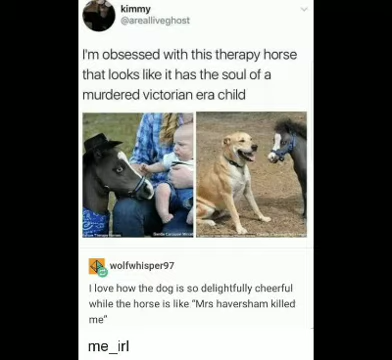 kimmy
@arealliveghost
I'm obsessed with this therapy horse
that looks like it has the soul of a
murdered victorian era child
wolfwhisper97
I love how the dog is so delightfully cheerful
while the horse is like "Mrs haversham killed
me"
me_irl